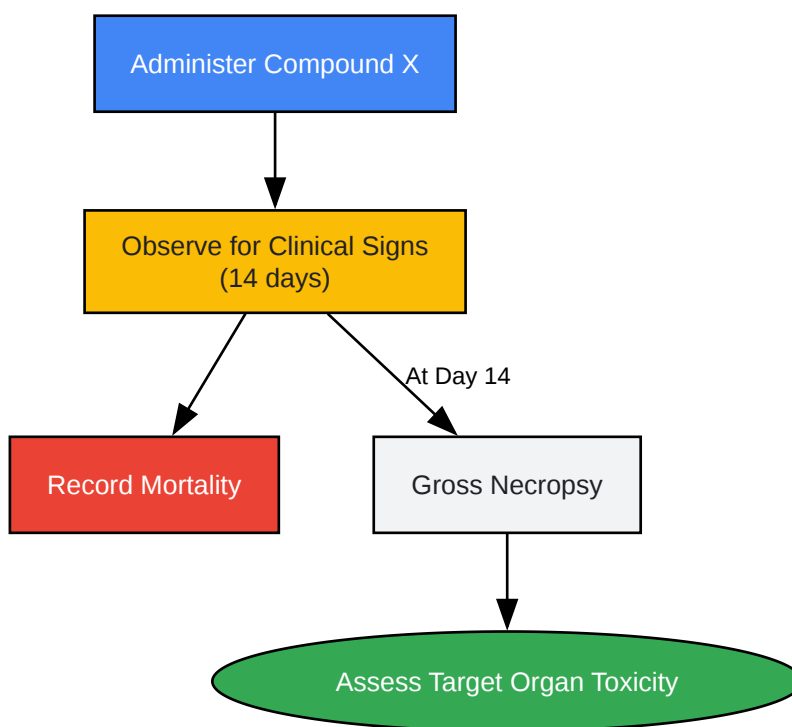 Administer Compound X
Observe for Clinical Signs
(14 days)
At Day 14
Record Mortality
Gross Necropsy
Assess Target Organ Toxicity